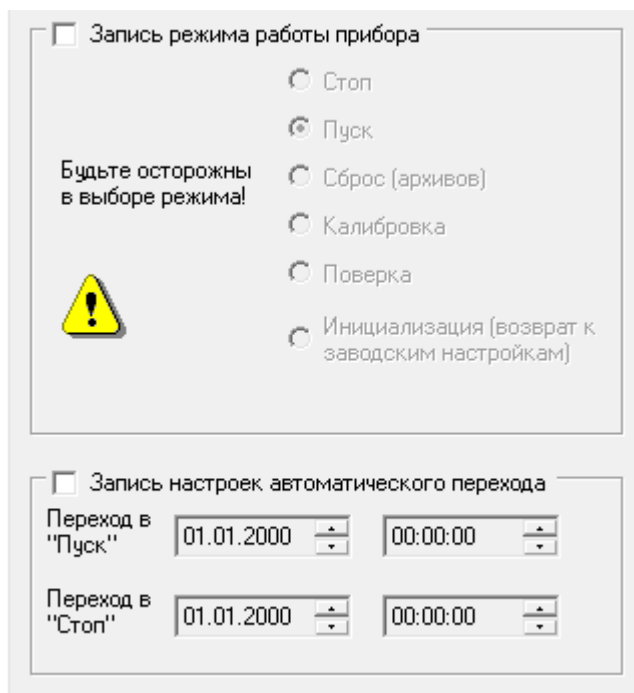 Запись режима работы прибора
Стоп
Пуск
Будьте осторожны
в выборе режима!
Сброс (архивов)
Калибровка
Поверка
Инициализация (возврат к
заводским настройкам)
Запись настроек автоматического перехода
Переход в
"Пуск"
01.01.2000
00:00:00
Переход в
"Стоп"
01.01.2000
00:00:00